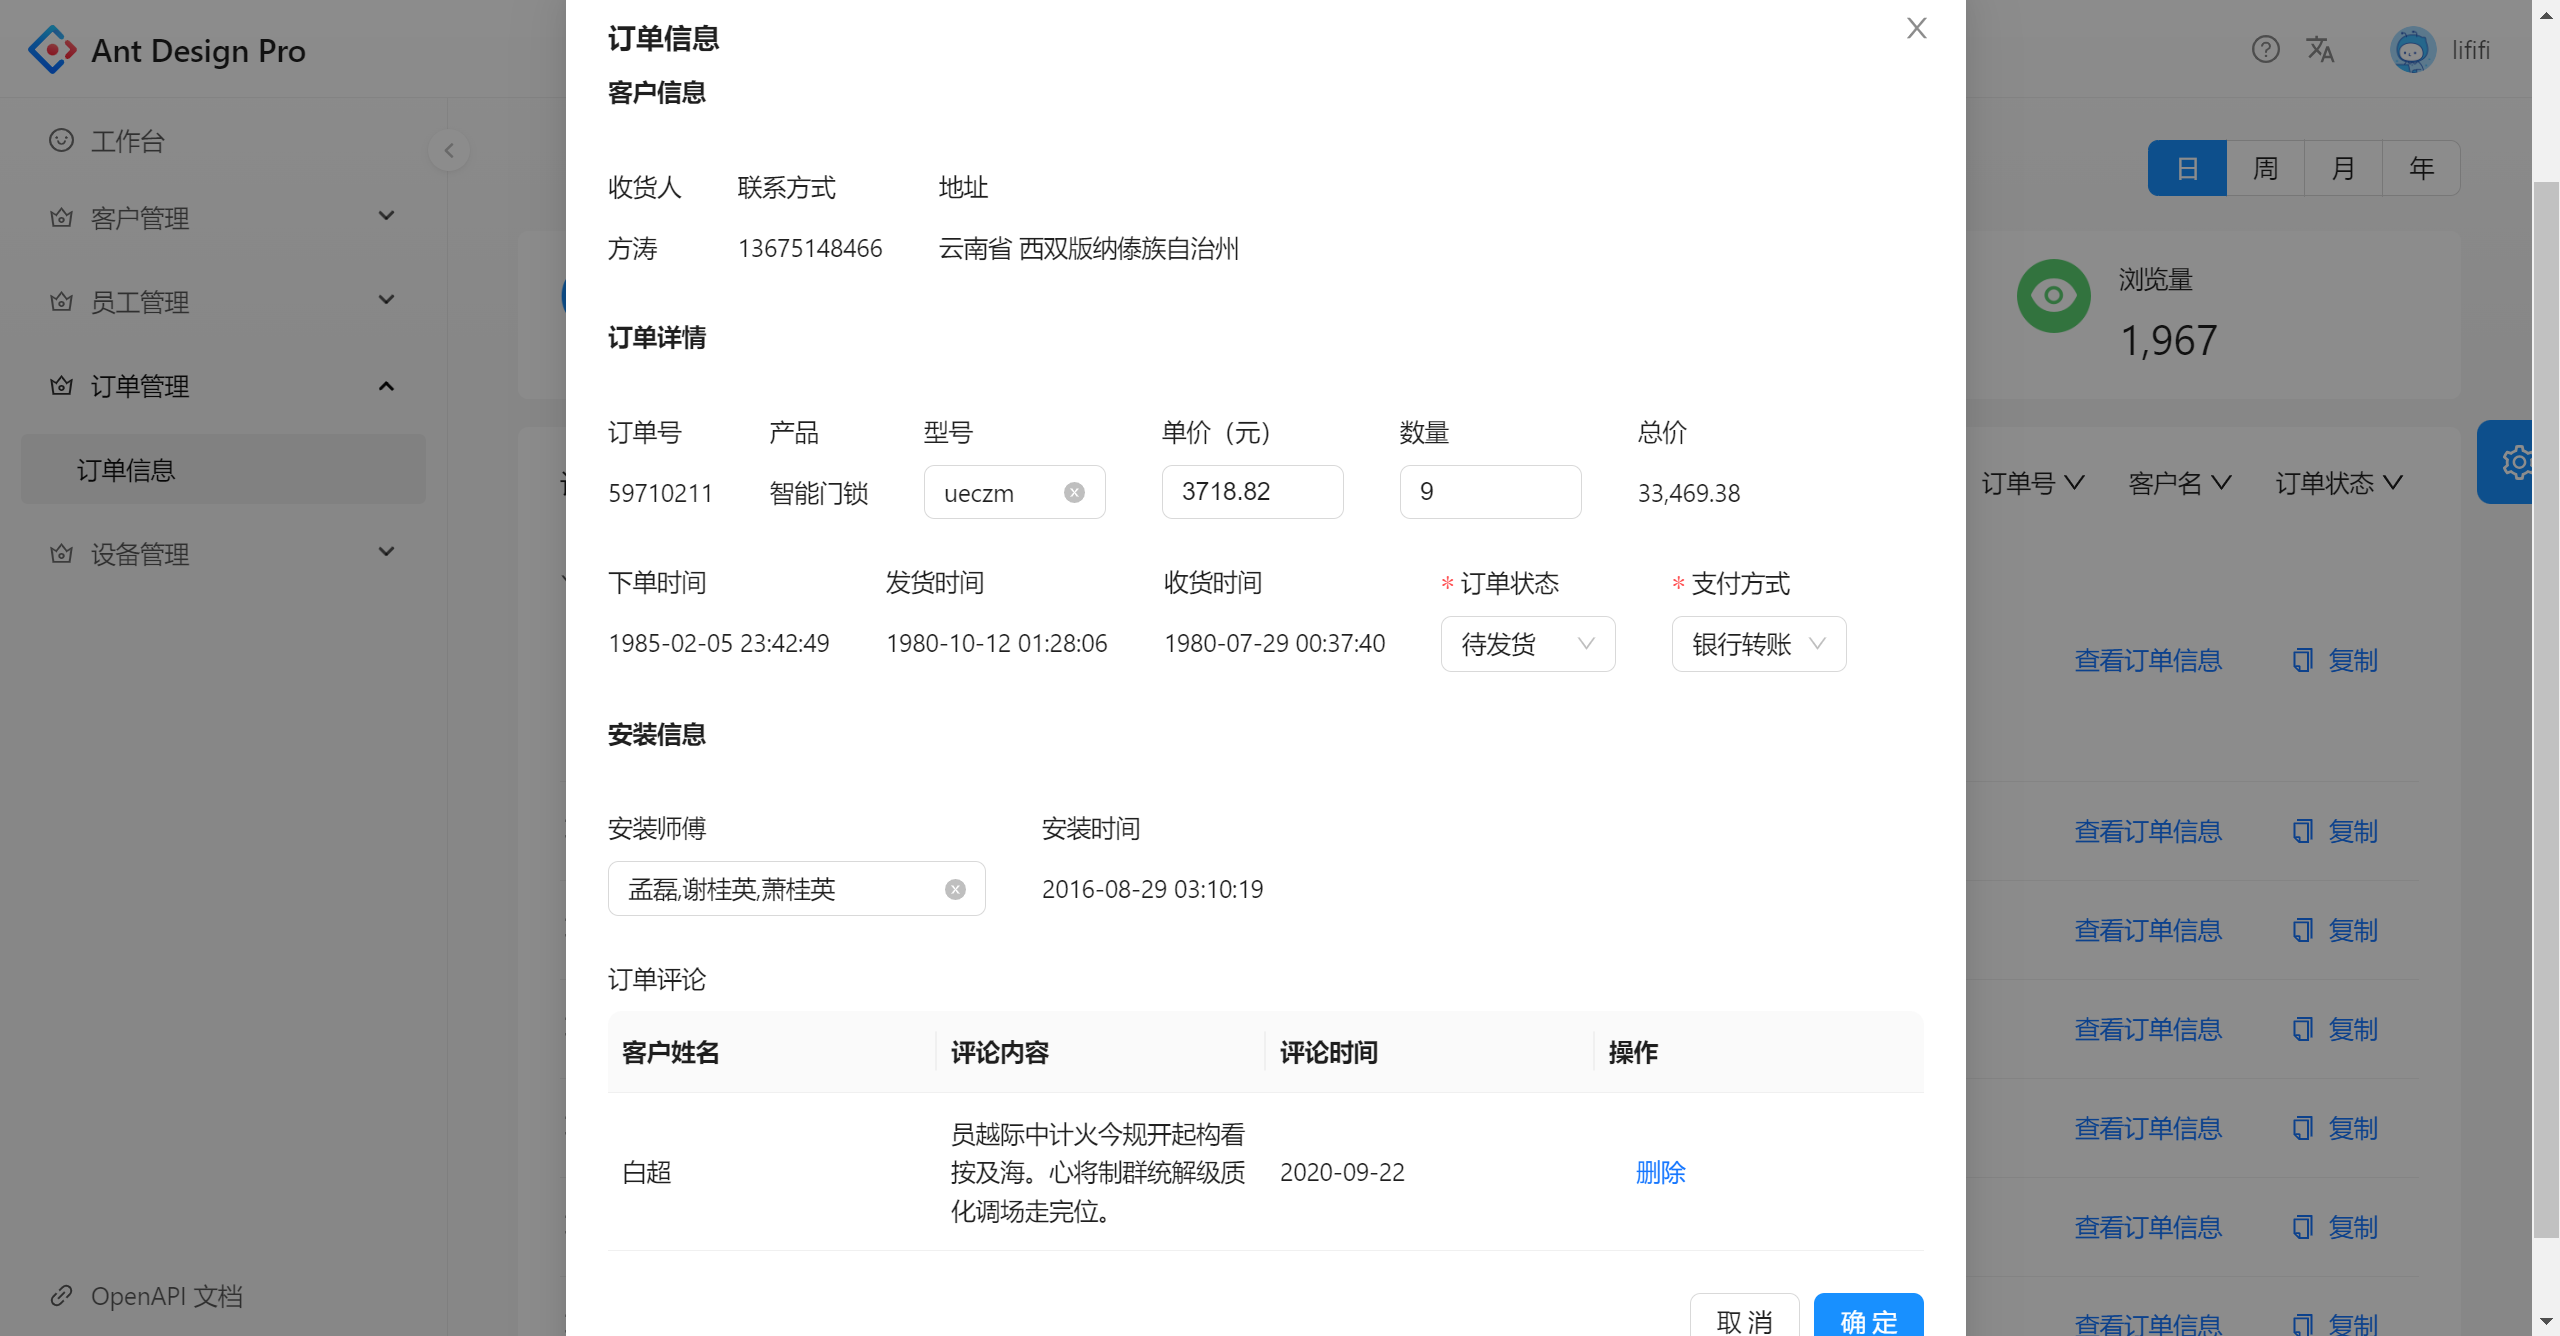 Ant Design Pro
lififi
工作台
客户管理
员工管理
订单管理
订单信息
设备管理
OpenAPI 文档
订单信息
客户信息
收货人 联系方式 地址
方涛 13675148466 云南省 西双版纳傣族自治州
订单详情
订单号 产品 型号 单价（元） 数量 总价
59710211 智能门锁 ueczm 3718.82 9 33,469.38
下单时间 发货时间 收货时间 * 订单状态 * 支付方式
1985-02-05 23:42:49 1980-10-12 01:28:06 1980-07-29 00:37:40 待发货 银行转账
安装信息
安装师傅 安装时间
孟磊,谢桂英,萧桂英 2016-08-29 03:10:19
订单评论
客户姓名 评论内容 评论时间 操作
员越际中计火今规开起构看
白超 按及海。心将制群统解级质 2020-09-22 删除
化调场走完位。
取 消 确 定
日 周 月 年
浏览量
1,967
订单号 客户名 订单状态
查看订单信息 复制
查看订单信息 复制
查看订单信息 复制
查看订单信息 复制
查看订单信息 复制
查看订单信息 复制
查看订单信息 复制